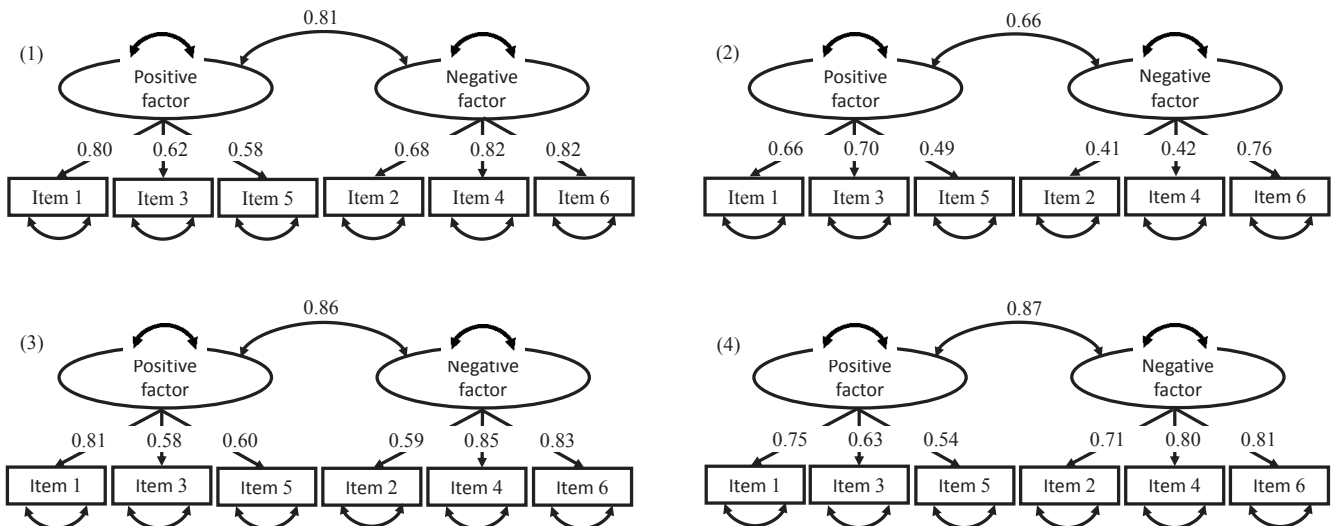 (1)
0.81
Positive
factor
Negative
factor
0.80 0.62 0.58 0.68 0.82 0.82
Item 1 Item 3 Item 5 Item 2 Item 4 Item 6
(2)
0.66
Positive
factor
Negative
factor
0.66 0.70 0.49 0.41 0.42 0.76
Item 1 Item 3 Item 5 Item 2 Item 4 Item 6
(3)
0.86
Positive
factor
Negative
factor
0.81 0.58 0.60 0.59 0.85 0.83
Item 1 Item 3 Item 5 Item 2 Item 4 Item 6
(4)
0.87
Positive
factor
Negative
factor
0.75 0.63 0.54 0.71 0.80 0.81
Item 1 Item 3 Item 5 Item 2 Item 4 Item 6